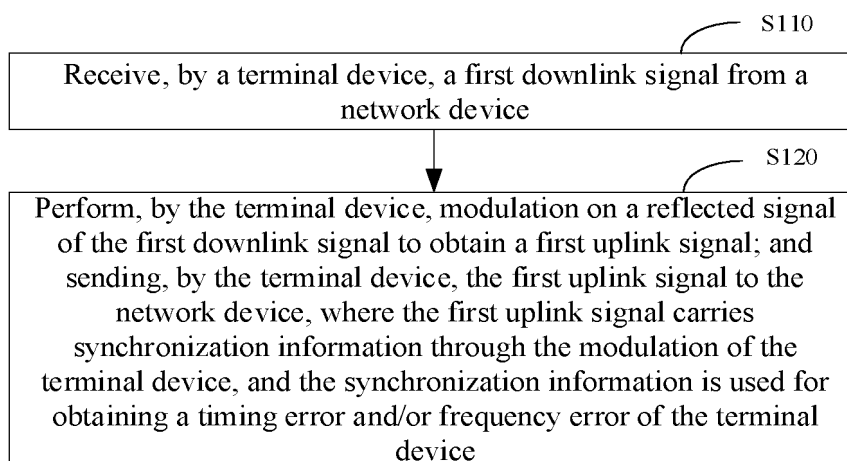 S110
Receive, by a terminal device, a first downlink signal from a
network device
S120
Perform, by the terminal device, modulation on a reflected signal
of the first downlink signal to obtain a first uplink signal; and
sending, by the terminal device, the first uplink signal to the
network device, where the first uplink signal carries
synchronization information through the modulation of the
terminal device, and the synchronization information is used for
obtaining a timing error and/or frequency error of the terminal
device